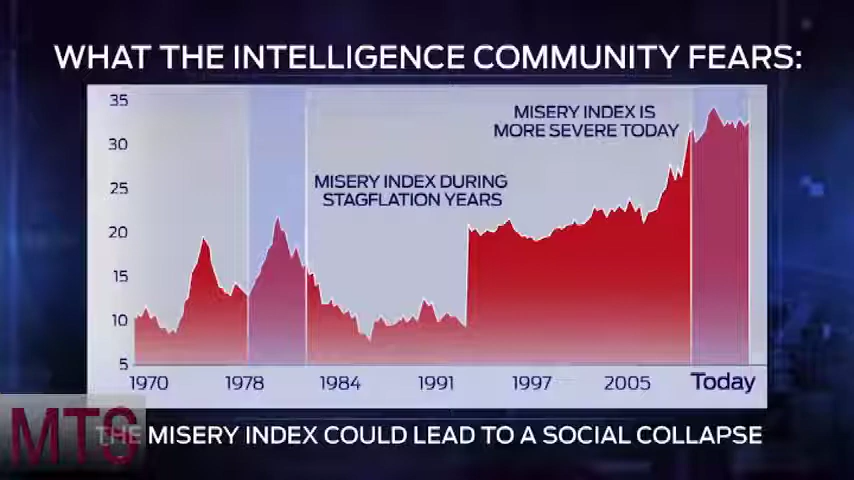 WHAT THE INTELLIGENCE COMMUNITY FEARS:
35
30
25
20
15
10
5
MISERY INDEX IS
MORE SEVERE TODAY
MISERY INDEX DURING
STAGFLATION YEARS
1970 1978 1984 1991 1997 2005 Today
MTS
THE MISERY INDEX COULD LEAD TO A SOCIAL COLLAPSE